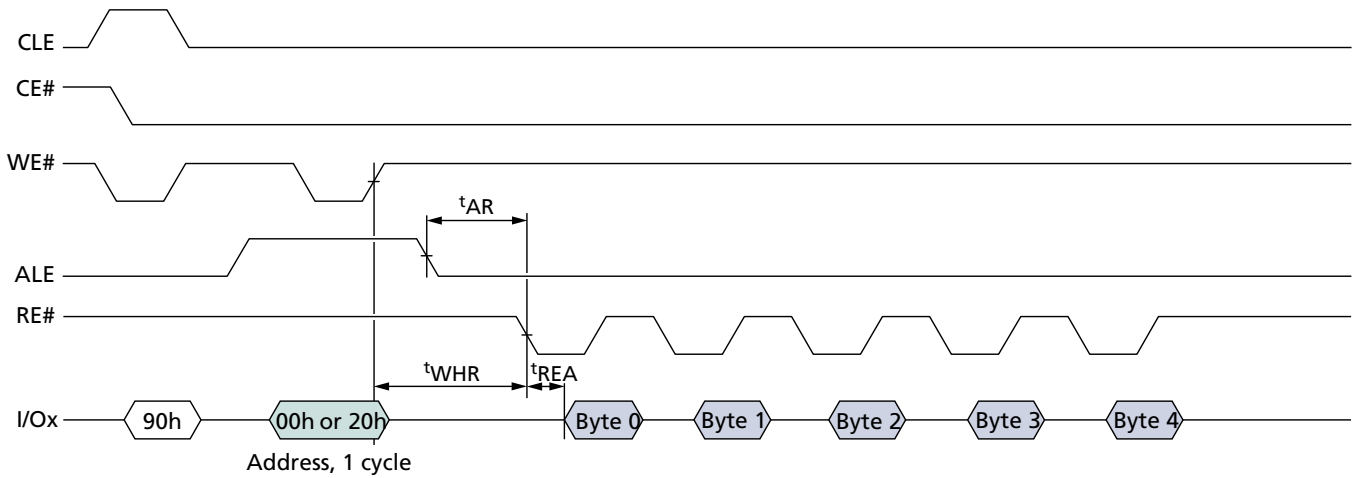 CLE
CE#
WE#
tAR
ALE
RE#
tWHR tREA
I/Ox 90h 00h or 20h Byte 0 Byte 1 Byte 2 Byte 3 Byte 4
Address, 1 cycle